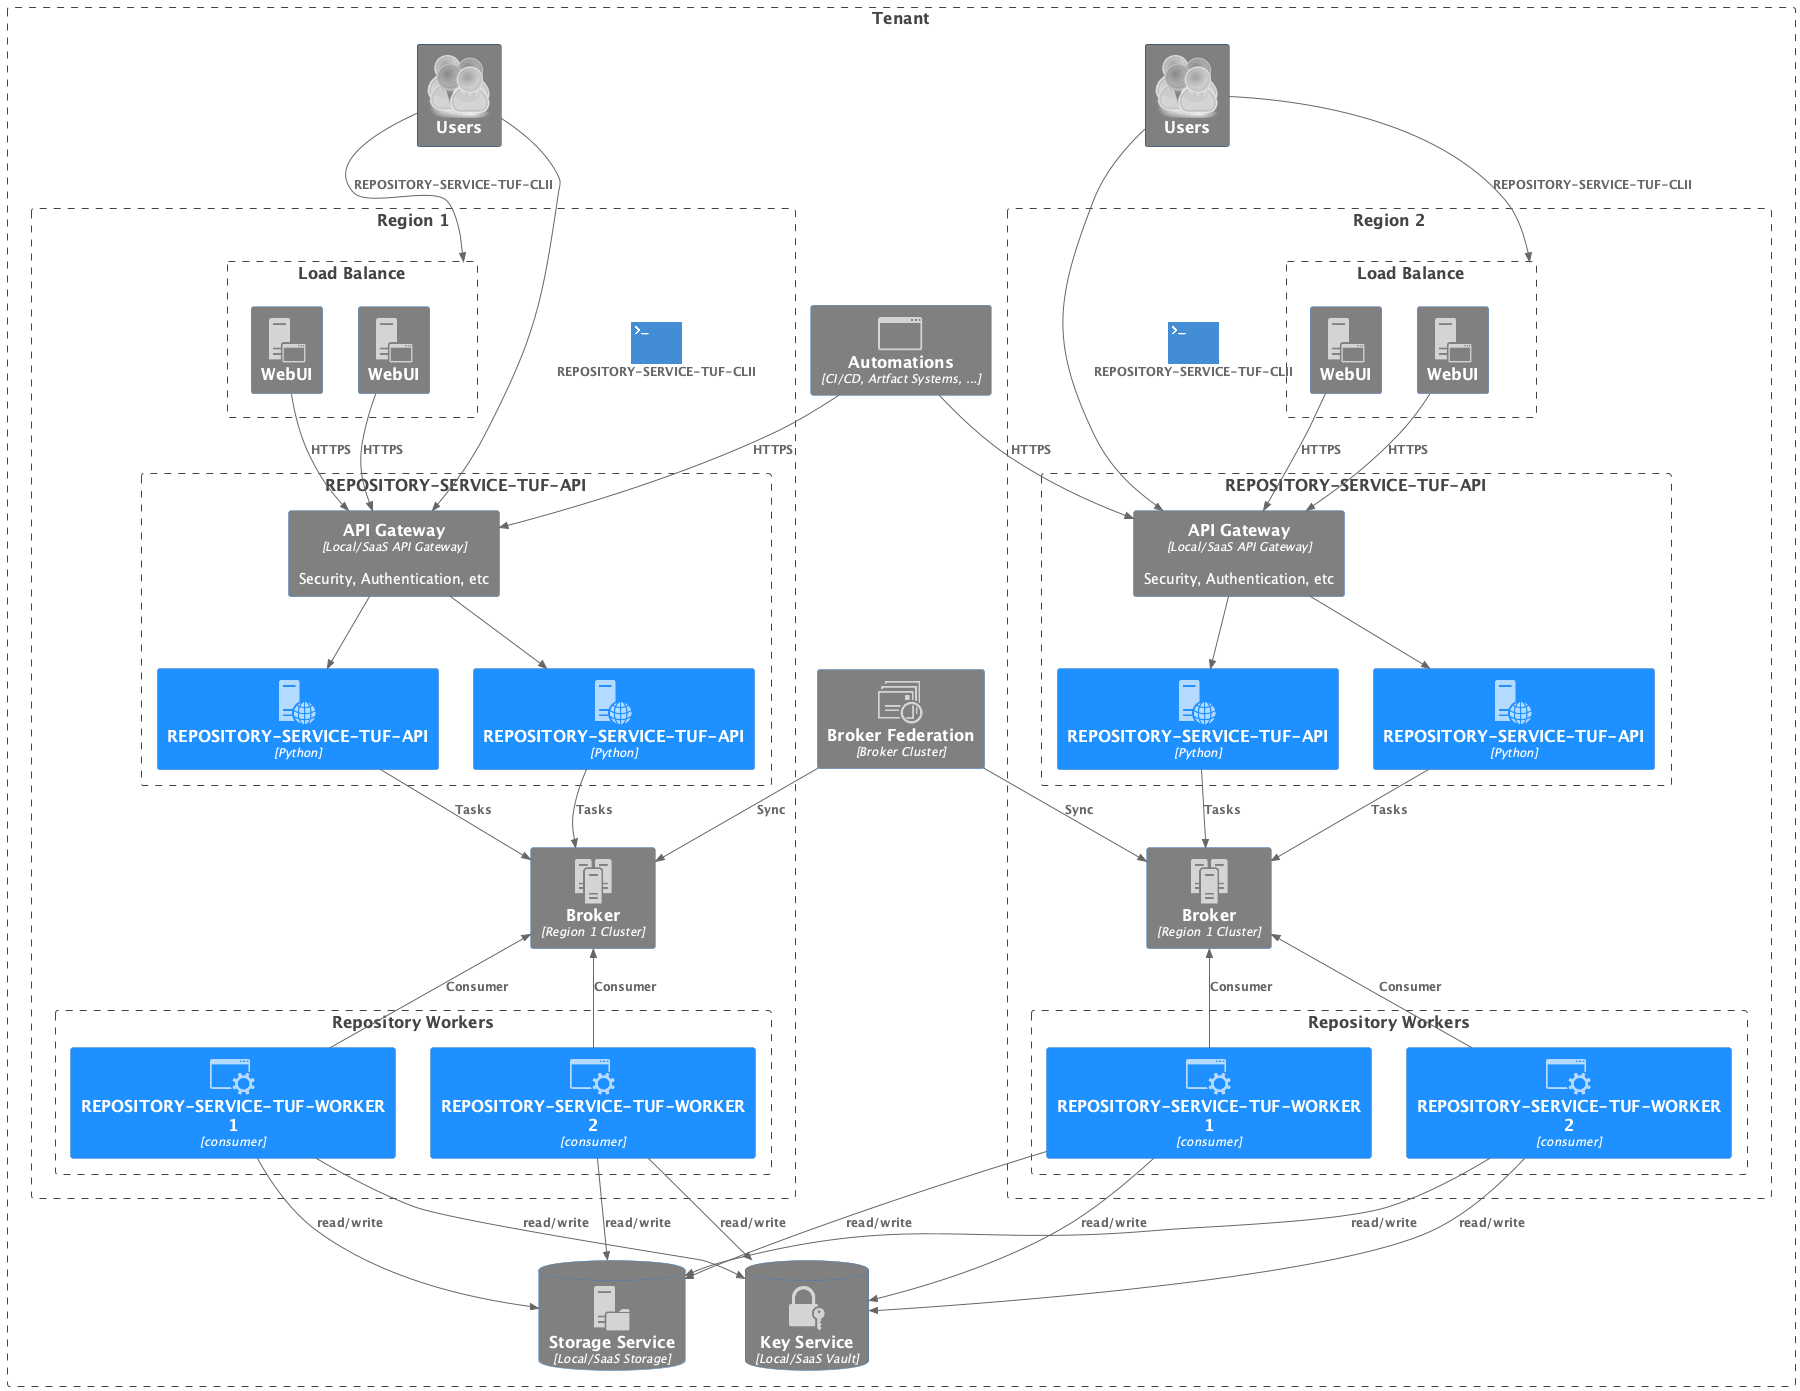 Tenant
Users
Users
REPOSITORY-SERVICE-TUF-CLII
REPOSITORY-SERVICE-TUF-CLII
Region 1
Region 2
Load Balance
Load Balance
WebUI
WebUI
REPOSITORY-SERVICE-TUF-CLII
Automations
[CI/CD, Artfact Systems, ...]
REPOSITORY-SERVICE-TUF-CLII
WebUI
WebUI
HTTPS
HTTPS
HTTPS
HTTPS
HTTPS
HTTPS
REPOSITORY-SERVICE-TUF-API
REPOSITORY-SERVICE-TUF-API
API Gateway
[Local/SaaS API Gateway]
Security, Authentication, etc
API Gateway
[Local/SaaS API Gateway]
Security, Authentication, etc
REPOSITORY-SERVICE-TUF-API
[Python]
REPOSITORY-SERVICE-TUF-API
[Python]
Broker Federation
[Broker Cluster]
REPOSITORY-SERVICE-TUF-API
[Python]
REPOSITORY-SERVICE-TUF-API
[Python]
Tasks
Tasks
Sync
Sync
Tasks
Tasks
Broker
[Region 1 Cluster]
Broker
[Region 1 Cluster]
Consumer
Consumer
Consumer
Consumer
Repository Workers
Repository Workers
REPOSITORY-SERVICE-TUF-WORKER
1
[consumer]
REPOSITORY-SERVICE-TUF-WORKER
2
[consumer]
REPOSITORY-SERVICE-TUF-WORKER
1
[consumer]
REPOSITORY-SERVICE-TUF-WORKER
2
[consumer]
read/write
read/write
read/write
read/write
read/write
read/write
read/write
read/write
Storage Service
[Local/SaaS Storage]
Key Service
[Local/SaaS Vault]